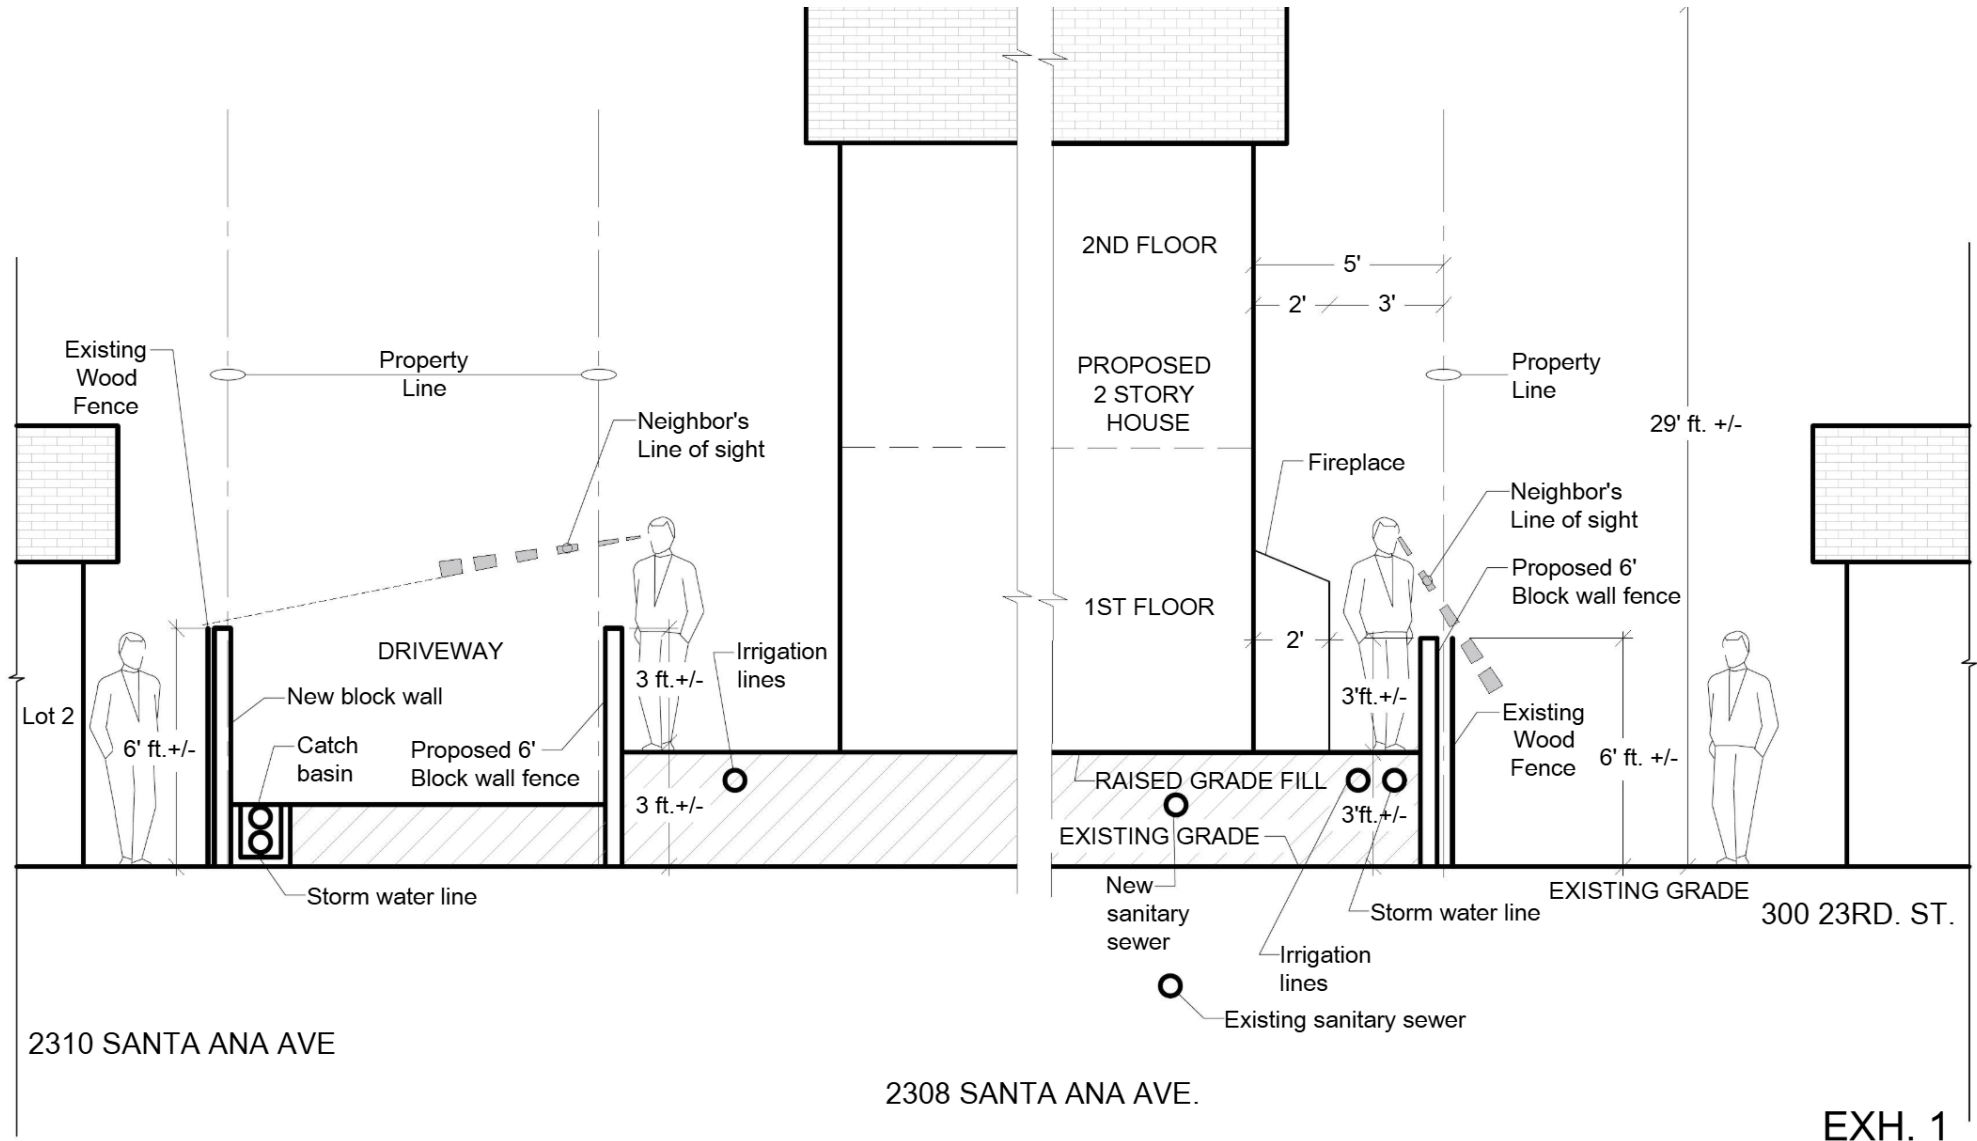 2ND FLOOR
5'
2'
3'
Existing
Wood
Fence
Property
Line
PROPOSED
2 STORY
HOUSE
Property
Line
Neighbor's
Line of sight
29' ft. +/-
Fireplace
Neighbor's
Line of sight
Proposed 6'
Block wall fence
1ST FLOOR
2'
DRIVEWAY
Irrigation
lines
3 ft.+/-
3'ft.+/-
New block wall
Lot 2
6' ft.+/-
Catch
basin
Proposed 6'
Block wall fence
Existing
Wood
Fence
6' ft. +/-
RAISED GRADE FILL
3 ft.+/-
3'ft.+/-
EXISTING GRADE
Storm water line
New
sanitary
sewer
Storm water line
EXISTING GRADE
300 23RD. ST.
Irrigation
lines
Existing sanitary sewer
2310 SANTA ANA AVE
2308 SANTA ANA AVE.
EXH. 1